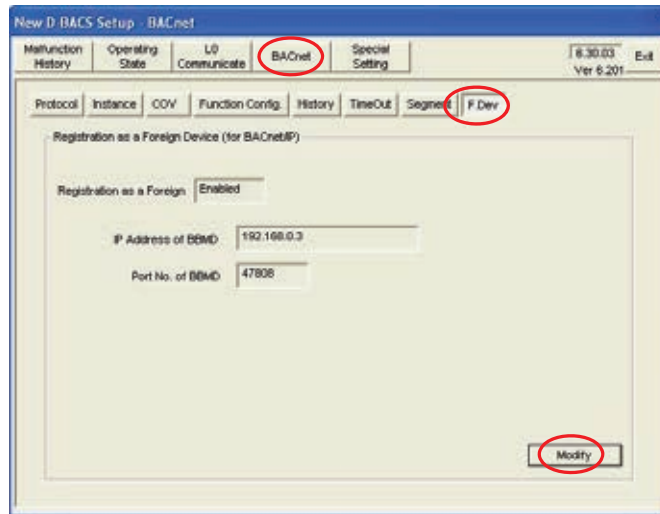 New D-BACS Setup - BACnet
Malfunction History Operating State L0 Communicate BACnet Special Setting 6.30.03 Ver 6.201 Exit
Protocol Instance COV Function Config. History TimeOut Segment F.Dev
Registration as a Foreign Device (for BACnet/IP)
Registration as a Foreign Enabled
IP Address of BBMD 192.168.0.3
Port No. of BBMD 47808
Modify